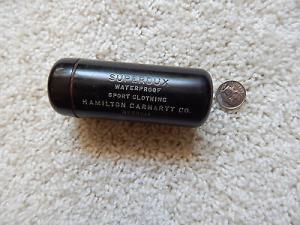 SUPERDUX
WATERPROOF
SPORT CLOTHING
HAMILTON CARHARTT CO.